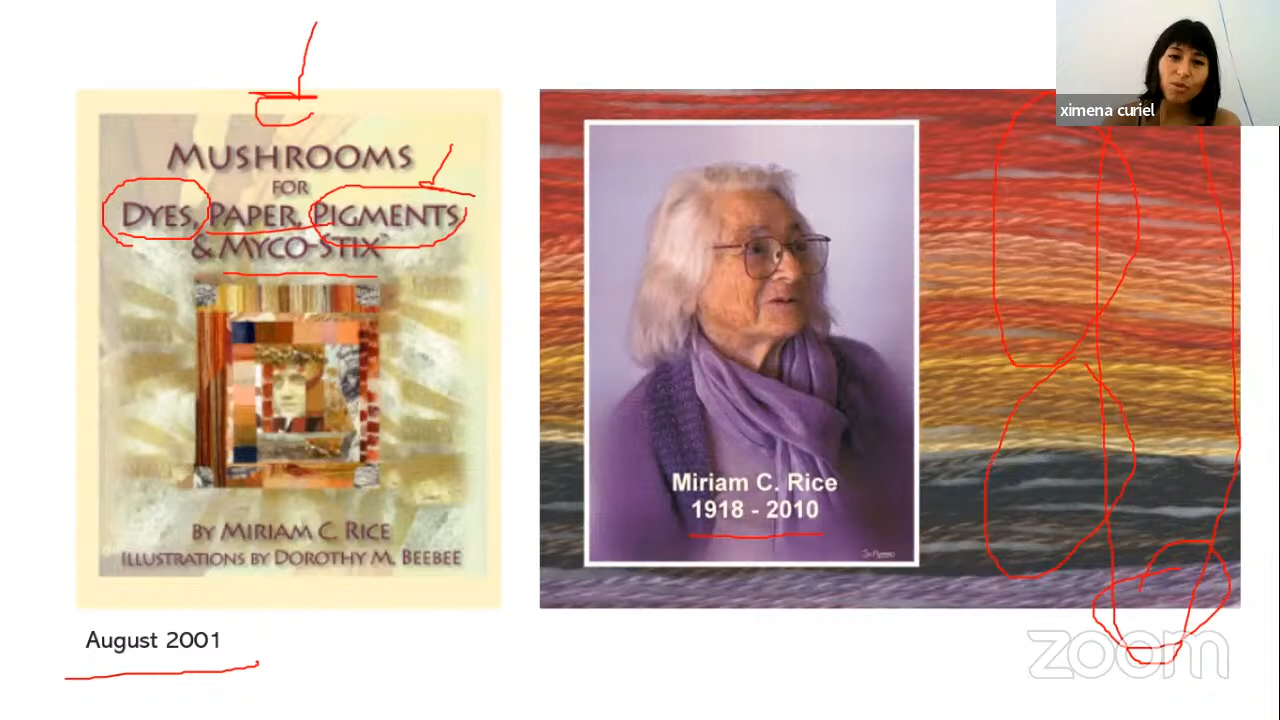 ximena curiel
MUSHROOMS
FOR
DYES, PAPER, PIGMENTS
& MYCO-STIX™
BY MIRIAM C. RICE
ILLUSTRATIONS BY DOROTHY M. BEEBEE
Miriam C. Rice
1918 - 2010
August 2001
zoom